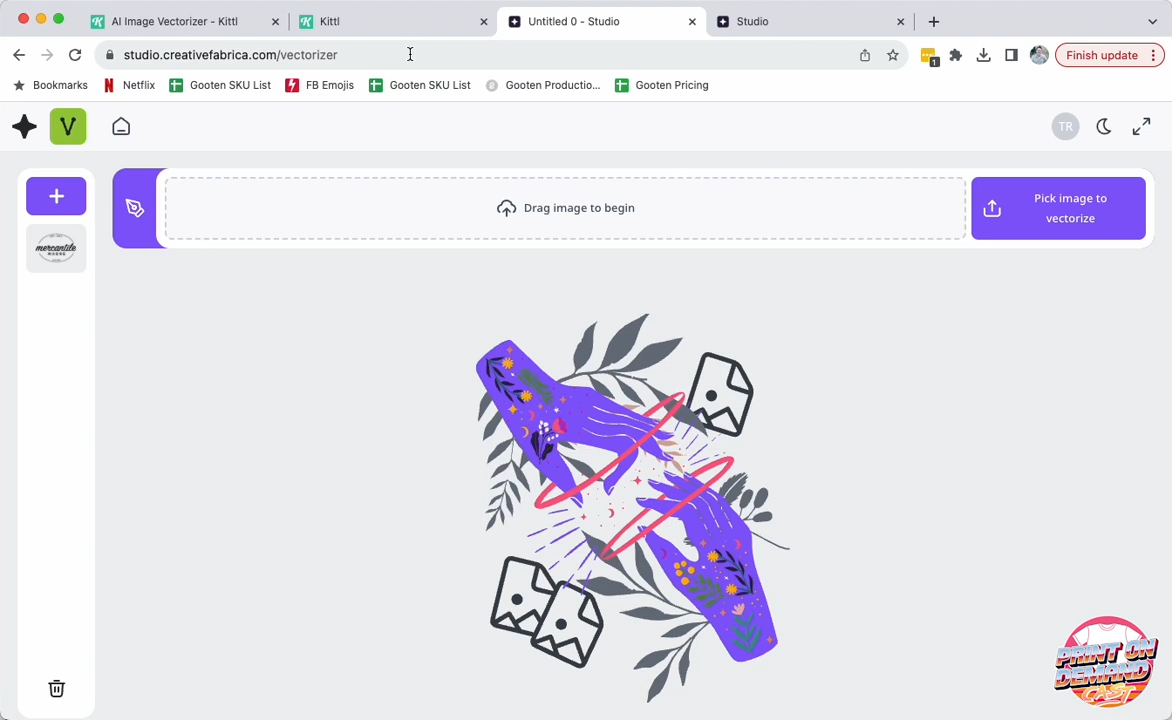 AI Image Vectorizer - Kittl
Kittl
Untitled 0 - Studio
Studio
studio.creativefabrica.com/vectorizer
1
Finish update
Bookmarks
Netflix
Gooten SKU List
FB Emojis
Gooten SKU List
Gooten Productio...
Gooten Pricing
V
TR
Drag image to begin
Pick image to
vectorize
mercantile
PRINT ON
DEMAND
CAST